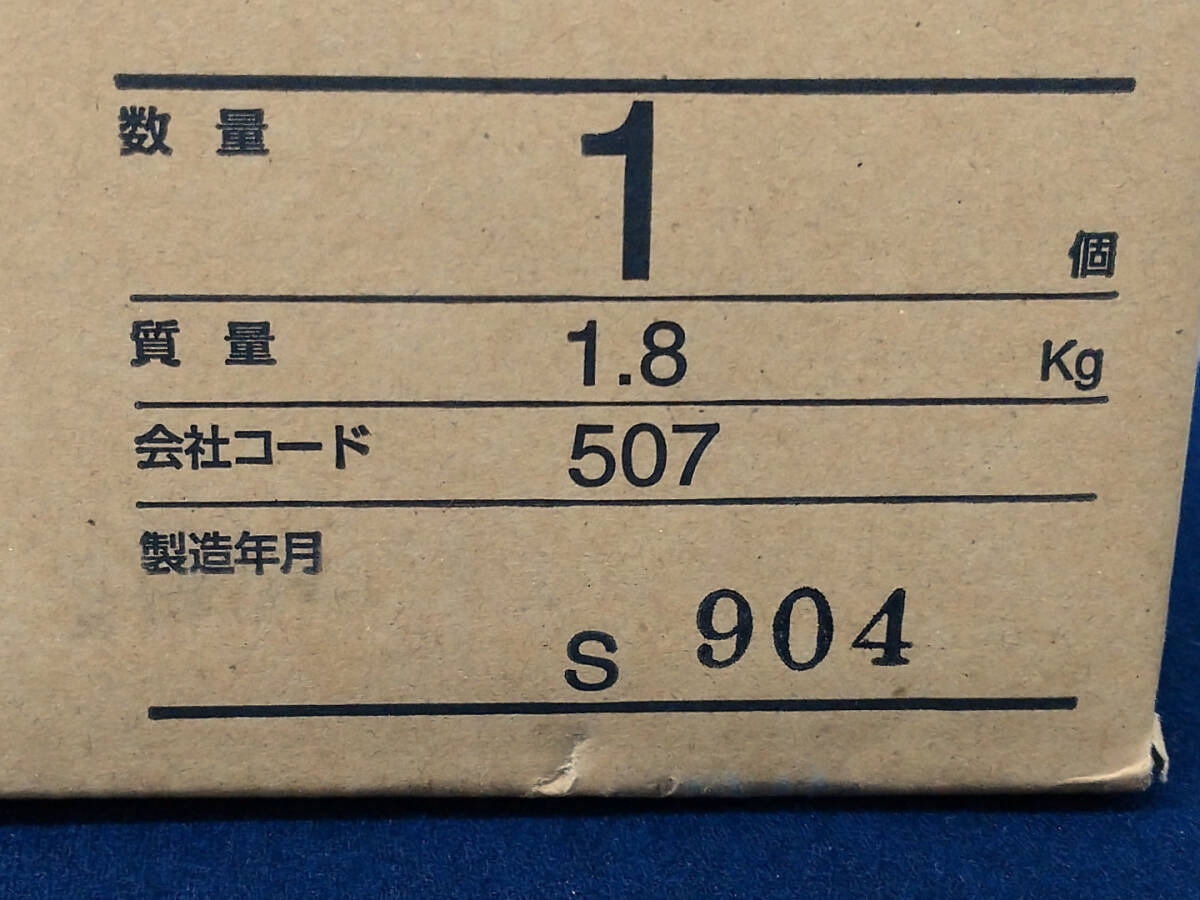 数量 1 個
質量 1.8 Kg
会社コード 507
製造年月
S 904